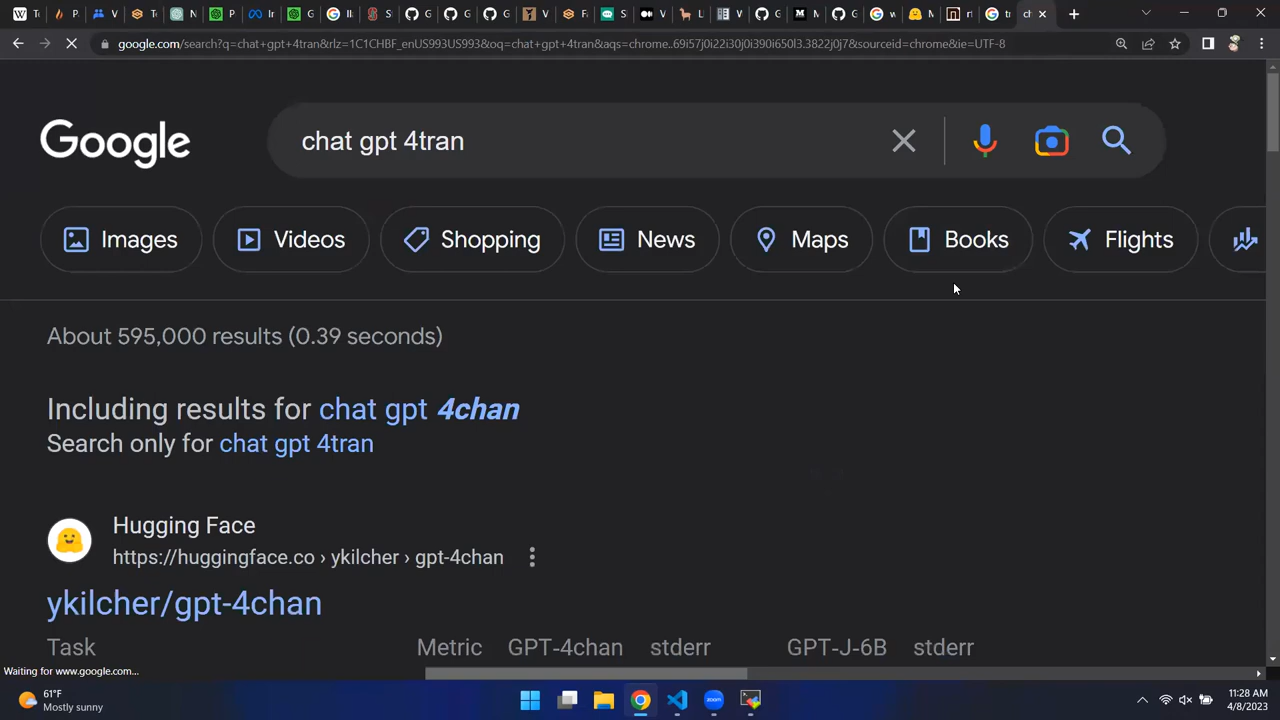 google.com/search?q=chat+gpt+4tran&rlz=1C1CHBF_enUS993US993&oq=chat+gpt+4tran&aqs=chrome..69i57j0i22i30j0i390i650l3.3822j0j7&sourceid=chrome&ie=UTF-8
Google
chat gpt 4tran
Images
Videos
Shopping
News
Maps
Books
Flights
About 595,000 results (0.39 seconds)
Including results for chat gpt 4chan
Search only for chat gpt 4tran
Hugging Face
https://huggingface.co › ykilcher › gpt-4chan
ykilcher/gpt-4chan
Task Metric GPT-4chan stderr GPT-J-6B stderr
Waiting for www.google.com...
61°F
Mostly sunny
zoom
11:28 AM
4/8/2023